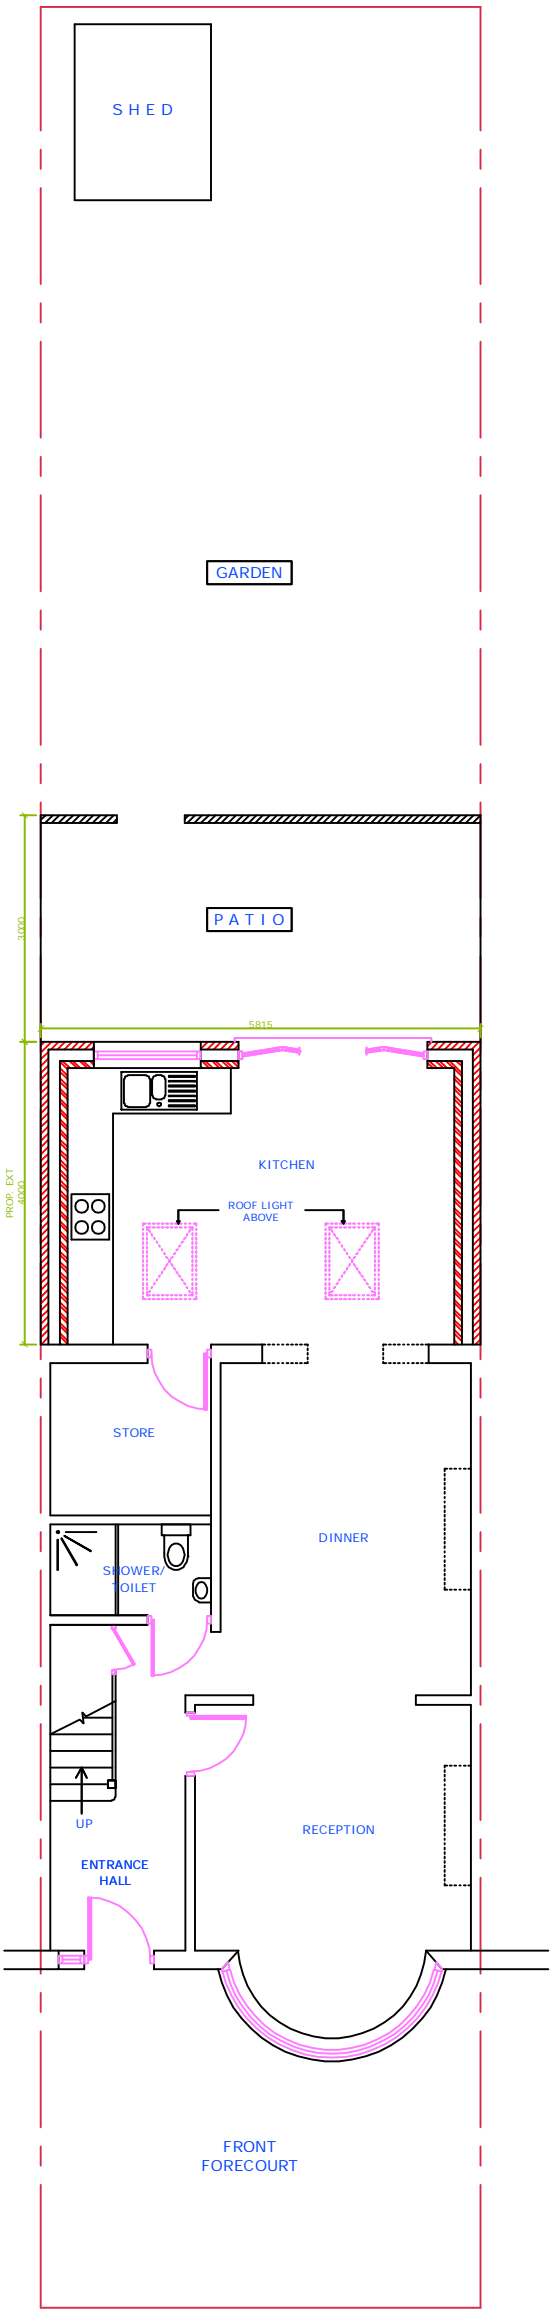 S H E D
GARDEN
P A T I O
3000
5815
KITCHEN
PROP. EXT
4000
ROOF LIGHT
ABOVE
STORE
DINNER
SHOWER/
TOILET
UP
RECEPTION
ENTRANCE
HALL
FRONT
FORECOURT